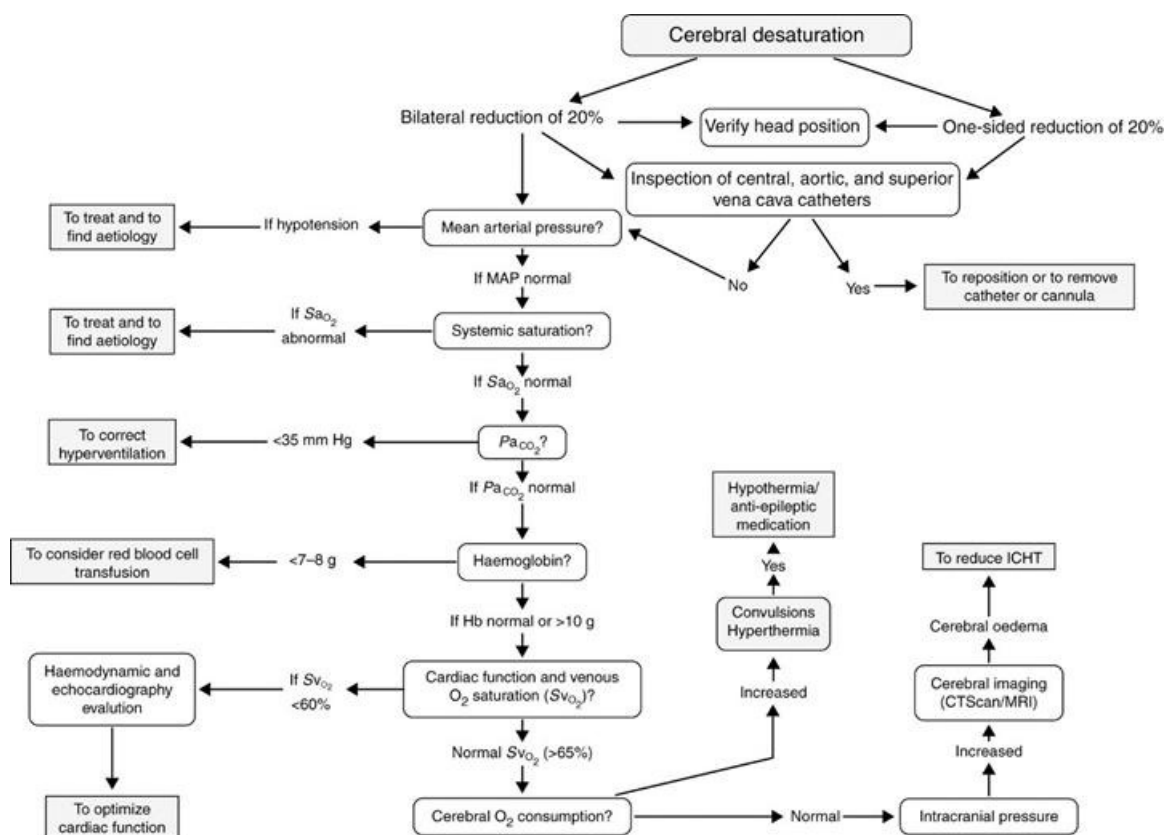 Cerebral desaturation
Bilateral reduction of 20%
Verify head position
One-sided reduction of 20%
Inspection of central, aortic, and superior
vena cava catheters
To treat and to
find aetiology
If hypotension
Mean arterial pressure?
If MAP normal
No
Yes
To reposition or to remove
catheter or cannula
To treat and to
find aetiology
If SaO2
abnormal
Systemic saturation?
If SaO2 normal
To correct
hyperventilation
<35 mm Hg
PaCO2?
If PaCO2 normal
Hypothermia/
anti-epileptic
medication
To consider red blood cell
transfusion
<7–8 g
Haemoglobin?
Yes
To reduce ICHT
If Hb normal or >10 g
Convulsions
Hyperthermia
Cerebral oedema
Haemodynamic and
echocardiography
evalution
If SvO2
<60%
Cardiac function and venous
O2 saturation (SvO2)?
Increased
Cerebral imaging
(CTScan/MRI)
Normal SvO2 (>65%)
Increased
To optimize
cardiac function
Cerebral O2 consumption?
Normal
Intracranial pressure